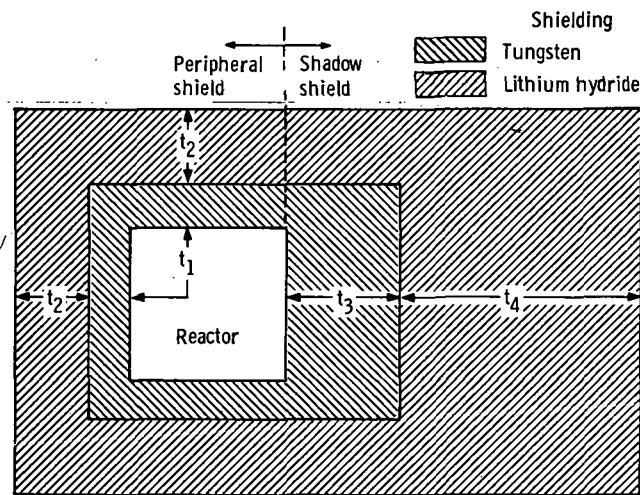 Shielding
Tungsten
Lithium hydride
Peripheral shield
Shadow shield
t2
t1
t2
Reactor
t3
t4